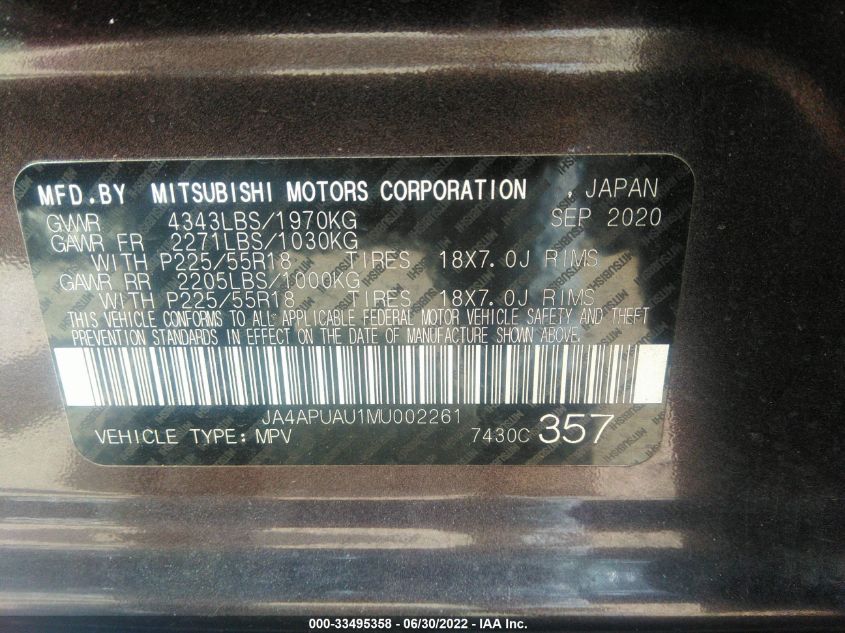 MFD.BY MITSUBISHI MOTORS CORPORATION , JAPAN
GVWR 4343LBS/1970KG SEP 2020
GAWR FR 2271LBS/1030KG
WITH P225/55R18 TIRES 18X7.0J RIMS
GAWR RR 2205LBS/1000KG
WITH P225/55R18 TIRES 18X7.0J RIMS
THIS VEHICLE CONFORMS TO ALL APPLICABLE FEDERAL MOTOR VEHICLE SAFETY AND THEFT
PREVENTION STANDARDS IN EFFECT ON THE DATE OF MANUFACTURE SHOWN ABOVE.
JA4APUAU1MU002261
VEHICLE TYPE: MPV 7430C 357
000-33495358 - 06/30/2022 - IAA Inc.